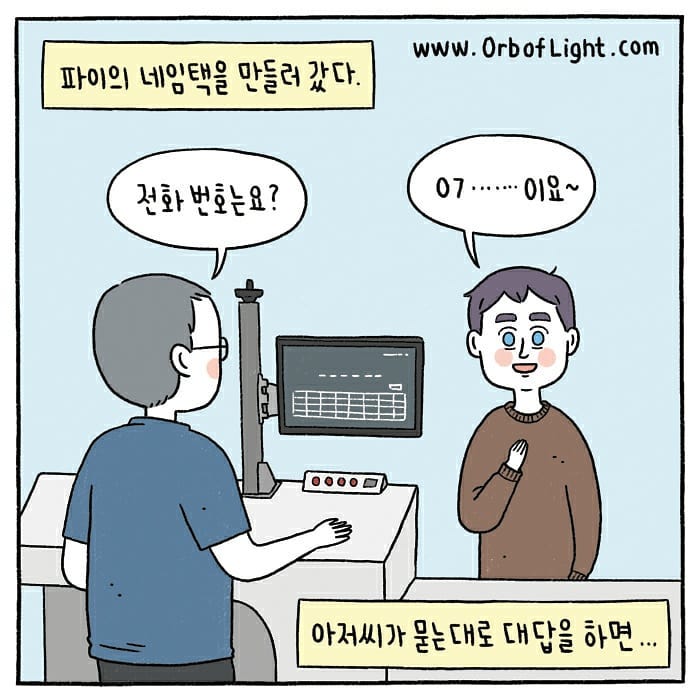 파이의 네임택을 만들러 갔다.
www.OrbofLight.com
전화 번호는요?
07.......이요~
아저씨가 묻는대로 대답을 하면...